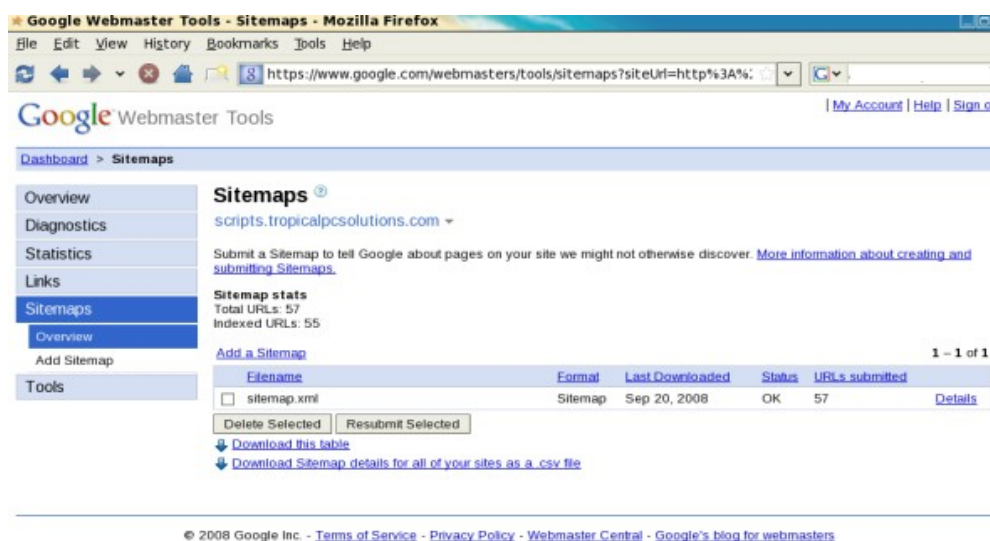 Google Webmaster Tools - Sitemaps - Mozilla Firefox
File Edit View History Bookmarks Tools Help
https://www.google.com/webmasters/tools/sitemaps?siteUrl=http%3A%
Google Webmaster Tools
| My Account | Help | Sign o
Dashboard > Sitemaps
Overview
Diagnostics
Statistics
Links
Sitemaps
Overview
Add Sitemap
Tools
Sitemaps ?
scripts.tropicalpcsolutions.com
Submit a Sitemap to tell Google about pages on your site we might not otherwise discover. More information about creating and
submitting Sitemaps.
Sitemap stats
Total URLs: 57
Indexed URLs: 55
Add a Sitemap 1 – 1 of 1
Filename Format Last Downloaded Status URLs submitted
sitemap.xml Sitemap Sep 20, 2008 OK 57 Details
Delete Selected Resubmit Selected
Download this table
Download Sitemap details for all of your sites as a .csv file
© 2008 Google Inc. - Terms of Service - Privacy Policy - Webmaster Central - Google's blog for webmasters